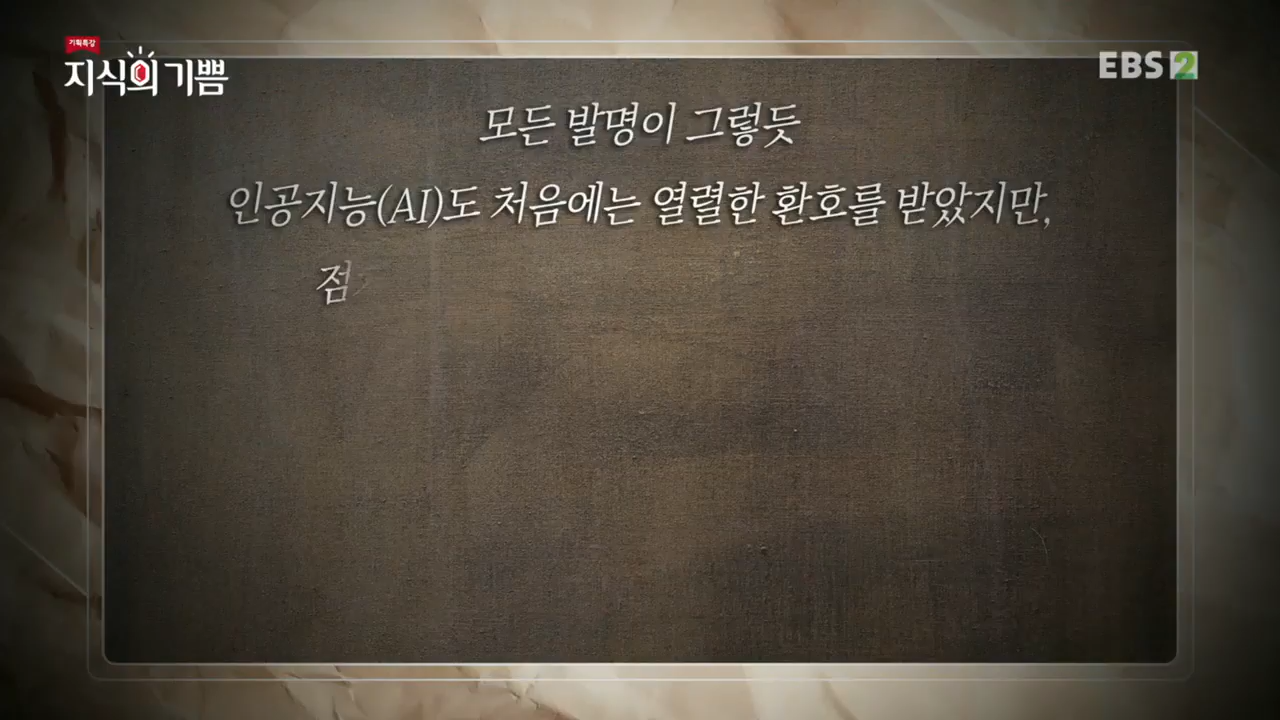 기획특강
지식의 기쁨
EBS2
모든 발명이 그렇듯
인공지능(AI)도 처음에는 열렬한 환호를 받았지만,
점